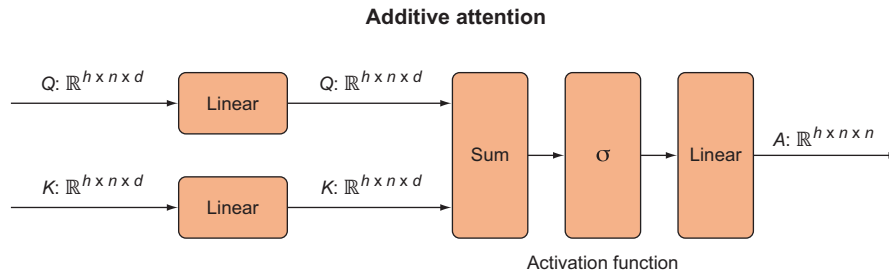 Additive attention
Q: ℝ^{h x n x d}
Linear
Q: ℝ^{h x n x d}
K: ℝ^{h x n x d}
Linear
K: ℝ^{h x n x d}
Sum
σ
Linear
A: ℝ^{h x n x n}
Activation function